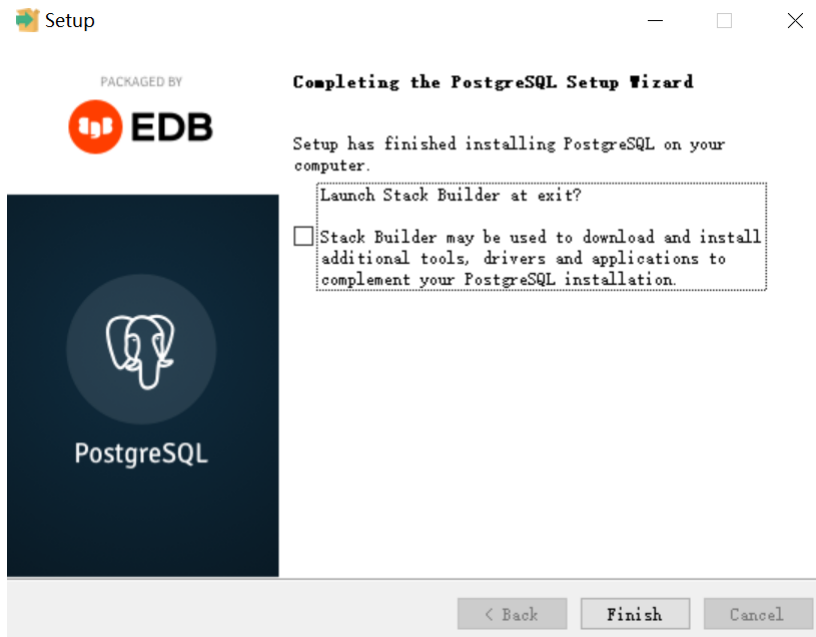 Setup
PACKAGED BY
EDB
PostgreSQL
Completing the PostgreSQL Setup Wizard
Setup has finished installing PostgreSQL on your
computer.
Launch Stack Builder at exit?
Stack Builder may be used to download and install
additional tools, drivers and applications to
complement your PostgreSQL installation.
< Back
Finish
Cancel